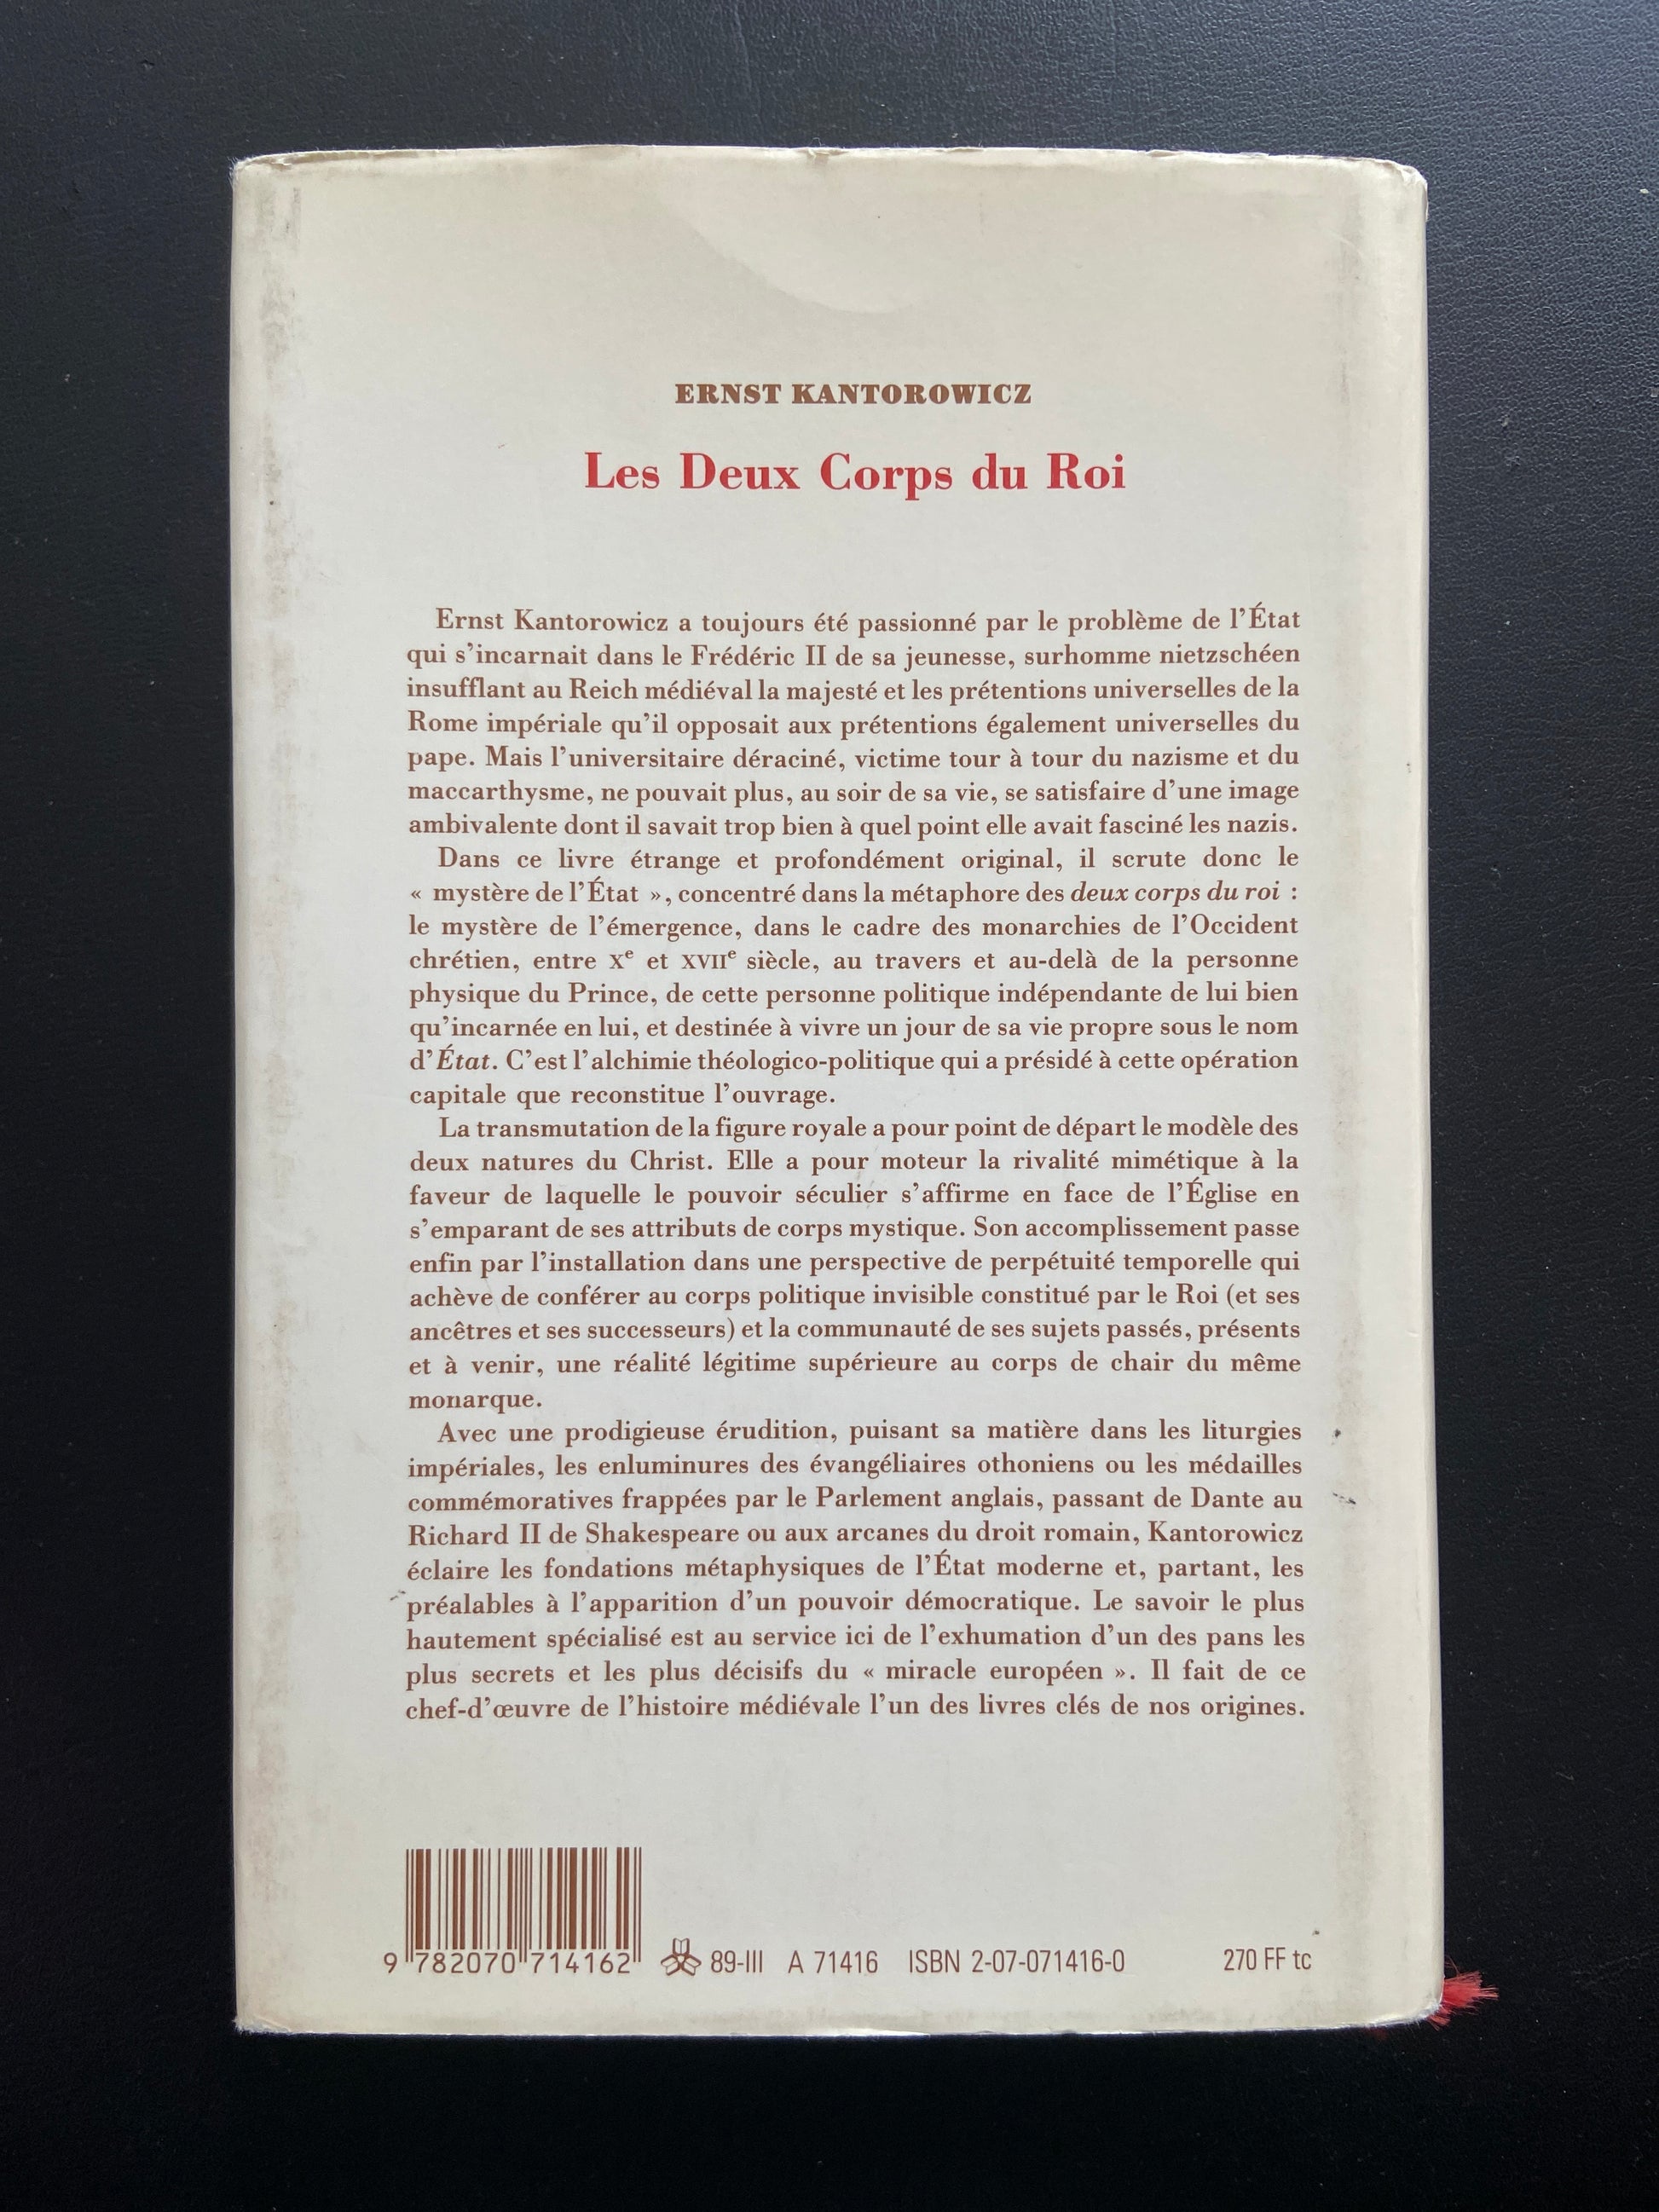 ERNST KANTOROWICZ
Les Deux Corps du Roi
Ernst Kantorowicz a toujours été passionné par le problème de l'État
qui s'incarnait dans le Frédéric II de sa jeunesse, surhomme nietzschéen
insufflant au Reich médiéval la majesté et les prétentions universelles de la
Rome impériale qu'il opposait aux prétentions également universelles du
pape. Mais l'universitaire déraciné, victime tour à tour du nazisme et du
maccarthysme, ne pouvait plus, au soir de sa vie, se satisfaire d'une image
ambivalente dont il savait trop bien à quel point elle avait fasciné les nazis.
Dans ce livre étrange et profondément original, il scrute donc le
« mystère de l'État », concentré dans la métaphore des deux corps du roi :
le mystère de l'émergence, dans le cadre des monarchies de l'Occident
chrétien, entre Xe et XVIIe siècle, au travers et au-delà de la personne
physique du Prince, de cette personne politique indépendante de lui bien
qu'incarnée en lui, et destinée à vivre un jour de sa vie propre sous le nom
d'État. C'est l'alchimie théologico-politique qui a présidé à cette opération
capitale que reconstitue l'ouvrage.
La transmutation de la figure royale a pour point de départ le modèle des
deux natures du Christ. Elle a pour moteur la rivalité mimétique à la
faveur de laquelle le pouvoir séculier s'affirme en face de l'Église en
s'emparant de ses attributs de corps mystique. Son accomplissement passe
enfin par l'installation dans une perspective de perpétuité temporelle qui
achève de conférer au corps politique invisible constitué par le Roi (et ses
ancêtres et ses successeurs) et la communauté de ses sujets passés, présents
et à venir, une réalité légitime supérieure au corps de chair du même
monarque.
Avec une prodigieuse érudition, puisant sa matière dans les liturgies
impériales, les enluminures des évangéliaires othoniens ou les médailles
commémoratives frappées par le Parlement anglais, passant de Dante au
Richard II de Shakespeare ou aux arcanes du droit romain, Kantorowicz
éclaire les fondations métaphysiques de l'État moderne et, partant, les
préalables à l'apparition d'un pouvoir démocratique. Le savoir le plus
hautement spécialisé est au service ici de l'exhumation d'un des pans les
plus secrets et les plus décisifs du « miracle européen ». Il fait de ce
chef-d'œuvre de l'histoire médiévale l'un des livres clés de nos origines.
9 782070 714162 89-III A 71416 ISBN 2-07-071416-0 270 FF tc